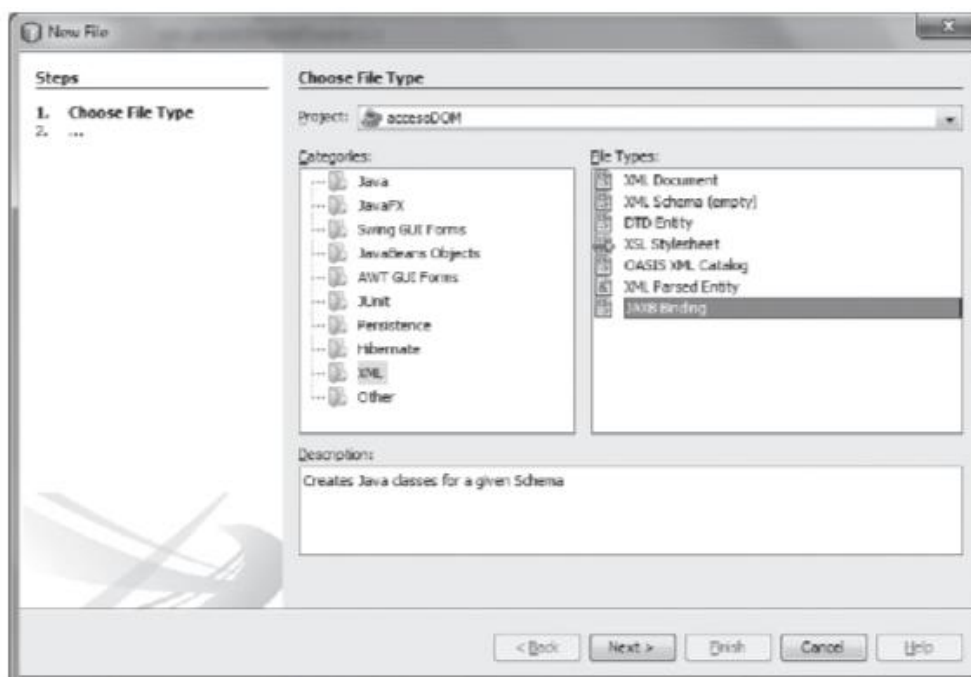 New File
Steps
1. Choose File Type
2. ...
Choose File Type
Project: accessDOM
Categories:
Java
JavaFX
Swing GUI Forms
JavaBeans Objects
AWT GUI Forms
JUnit
Persistence
Hibernate
XML
Other
File Types:
XML Document
XML Schema (empty)
DTD Entity
XSL Stylesheet
OASIS XML Catalog
XML Parsed Entity
JAXB Binding
Description:
Creates Java classes for a given Schema
< Back
Next >
Finish
Cancel
Help